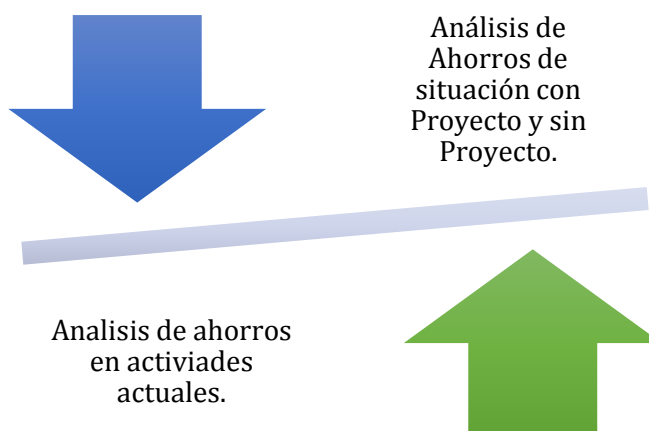 Análisis de
Ahorros de
situación con
Proyecto y sin
Proyecto.
Analisis de ahorros
en activiades
actuales.